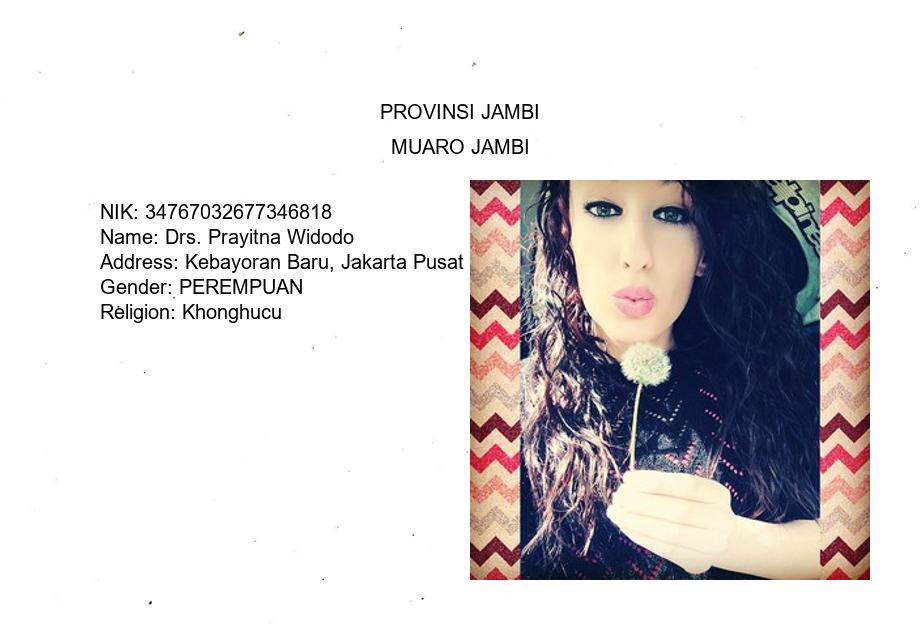 PROVINSI JAMBI
MUARO JAMBI
NIK: 34767032677346818
Name: Drs. Prayitna Widodo
Address: Kebayoran Baru, Jakarta Pusat
Gender: PEREMPUAN
Religion: Khonghucu